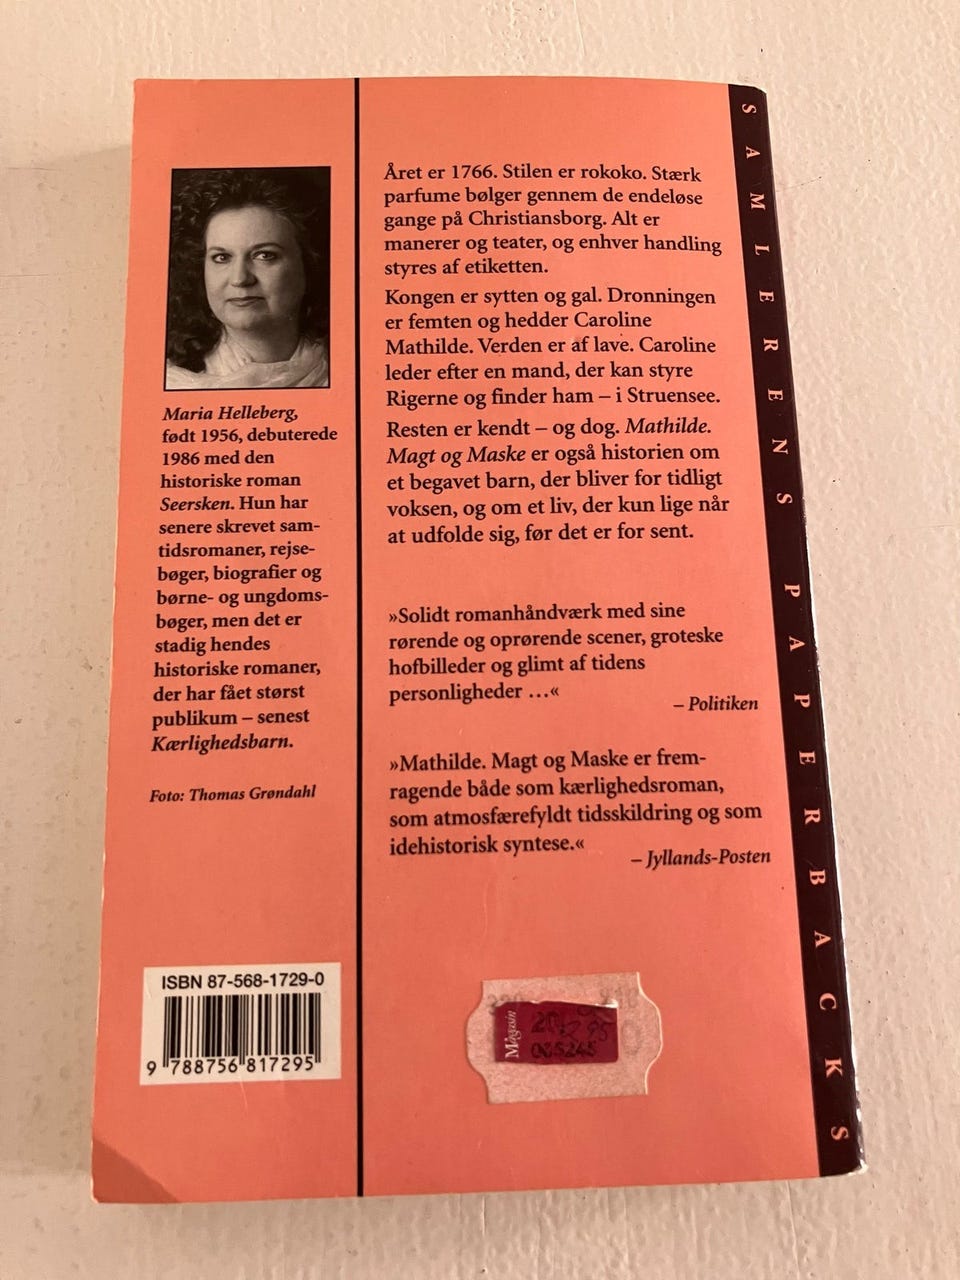 Maria Helleberg,
født 1956, debuterede
1986 med den
historiske roman
Seersken. Hun har
senere skrevet sam-
tidsromaner, rejse-
bøger, biografier og
børne- og ungdoms-
bøger, men det er
stadig hendes
historiske romaner,
der har fået størst
publikum – senest
Kærlighedsbarn.
Foto: Thomas Grøndahl
Året er 1766. Stilen er rokoko. Stærk
parfume bølger gennem de endeløse
gange på Christiansborg. Alt er
manerer og teater, og enhver handling
styres af etiketten.
Kongen er sytten og gal. Dronningen
er femten og hedder Caroline
Mathilde. Verden er af lave. Caroline
leder efter en mand, der kan styre
Rigerne og finder ham – i Struensee.
Resten er kendt – og dog. Mathilde.
Magt og Maske er også historien om
et begavet barn, der bliver for tidligt
voksen, og om et liv, der kun lige når
at udfolde sig, før det er for sent.
»Solidt romanhåndværk med sine
rørende og oprørende scener, groteske
hofbilleder og glimt af tidens
personligheder ...«
– Politiken
»Mathilde. Magt og Maske er frem-
ragende både som kærlighedsroman,
som atmosfærefyldt tidsskildring og som
idehistorisk syntese.«
– Jyllands-Posten
ISBN 87-568-1729-0
9 788756 817295
Magasin
SAMLERENS PAPERBACKS